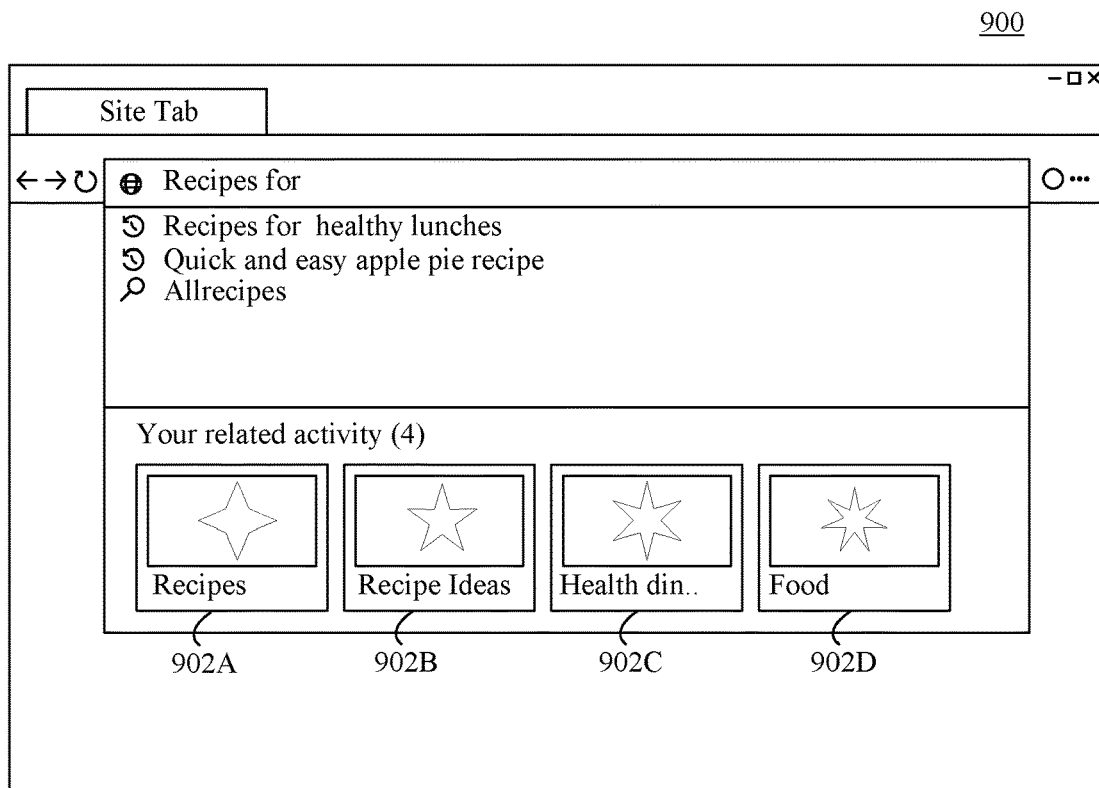 900
Site Tab
Recipes for
Recipes for healthy lunches
Quick and easy apple pie recipe
Allrecipes
Your related activity (4)
Recipes
Recipe Ideas
Health din..
Food
902A
902B
902C
902D